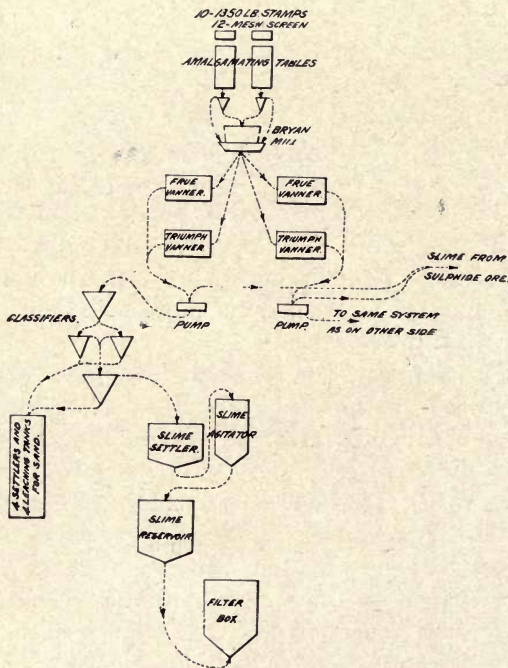 10-1350 LB. STAMPS
12-MESH SCREEN
AMALGAMATING TABLES
BRYAN
MILL
FRUE
VANNER.
FRUE
VANNER.
TRIUMPH
VANNER.
TRIUMPH
VANNER.
SLIME FROM
SULPHIDE ORE.
CLASSIFIERS.
PUMP
PUMP.
TO SAME SYSTEM
AS ON OTHER SIDE
SLIME
SETTLER.
SLIME
AGITATOR
4 SETTLERS AND
4 LEACHING TANKS
FOR SAND.
SLIME
RESERVOIR.
FILTER
BOX